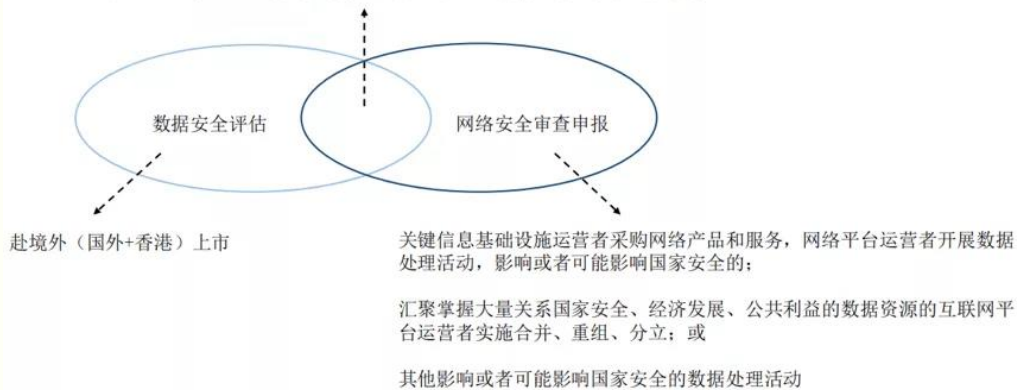 数据安全评估
网络安全审查申报
赴境外（国外+香港）上市
关键信息基础设施运营者采购网络产品和服务，网络平台运营者开展数据
处理活动，影响或者可能影响国家安全的；
汇聚掌握大量关系国家安全、经济发展、公共利益的数据资源的互联网平
台运营者实施合并、重组、分立；或
其他影响或者可能影响国家安全的数据处理活动